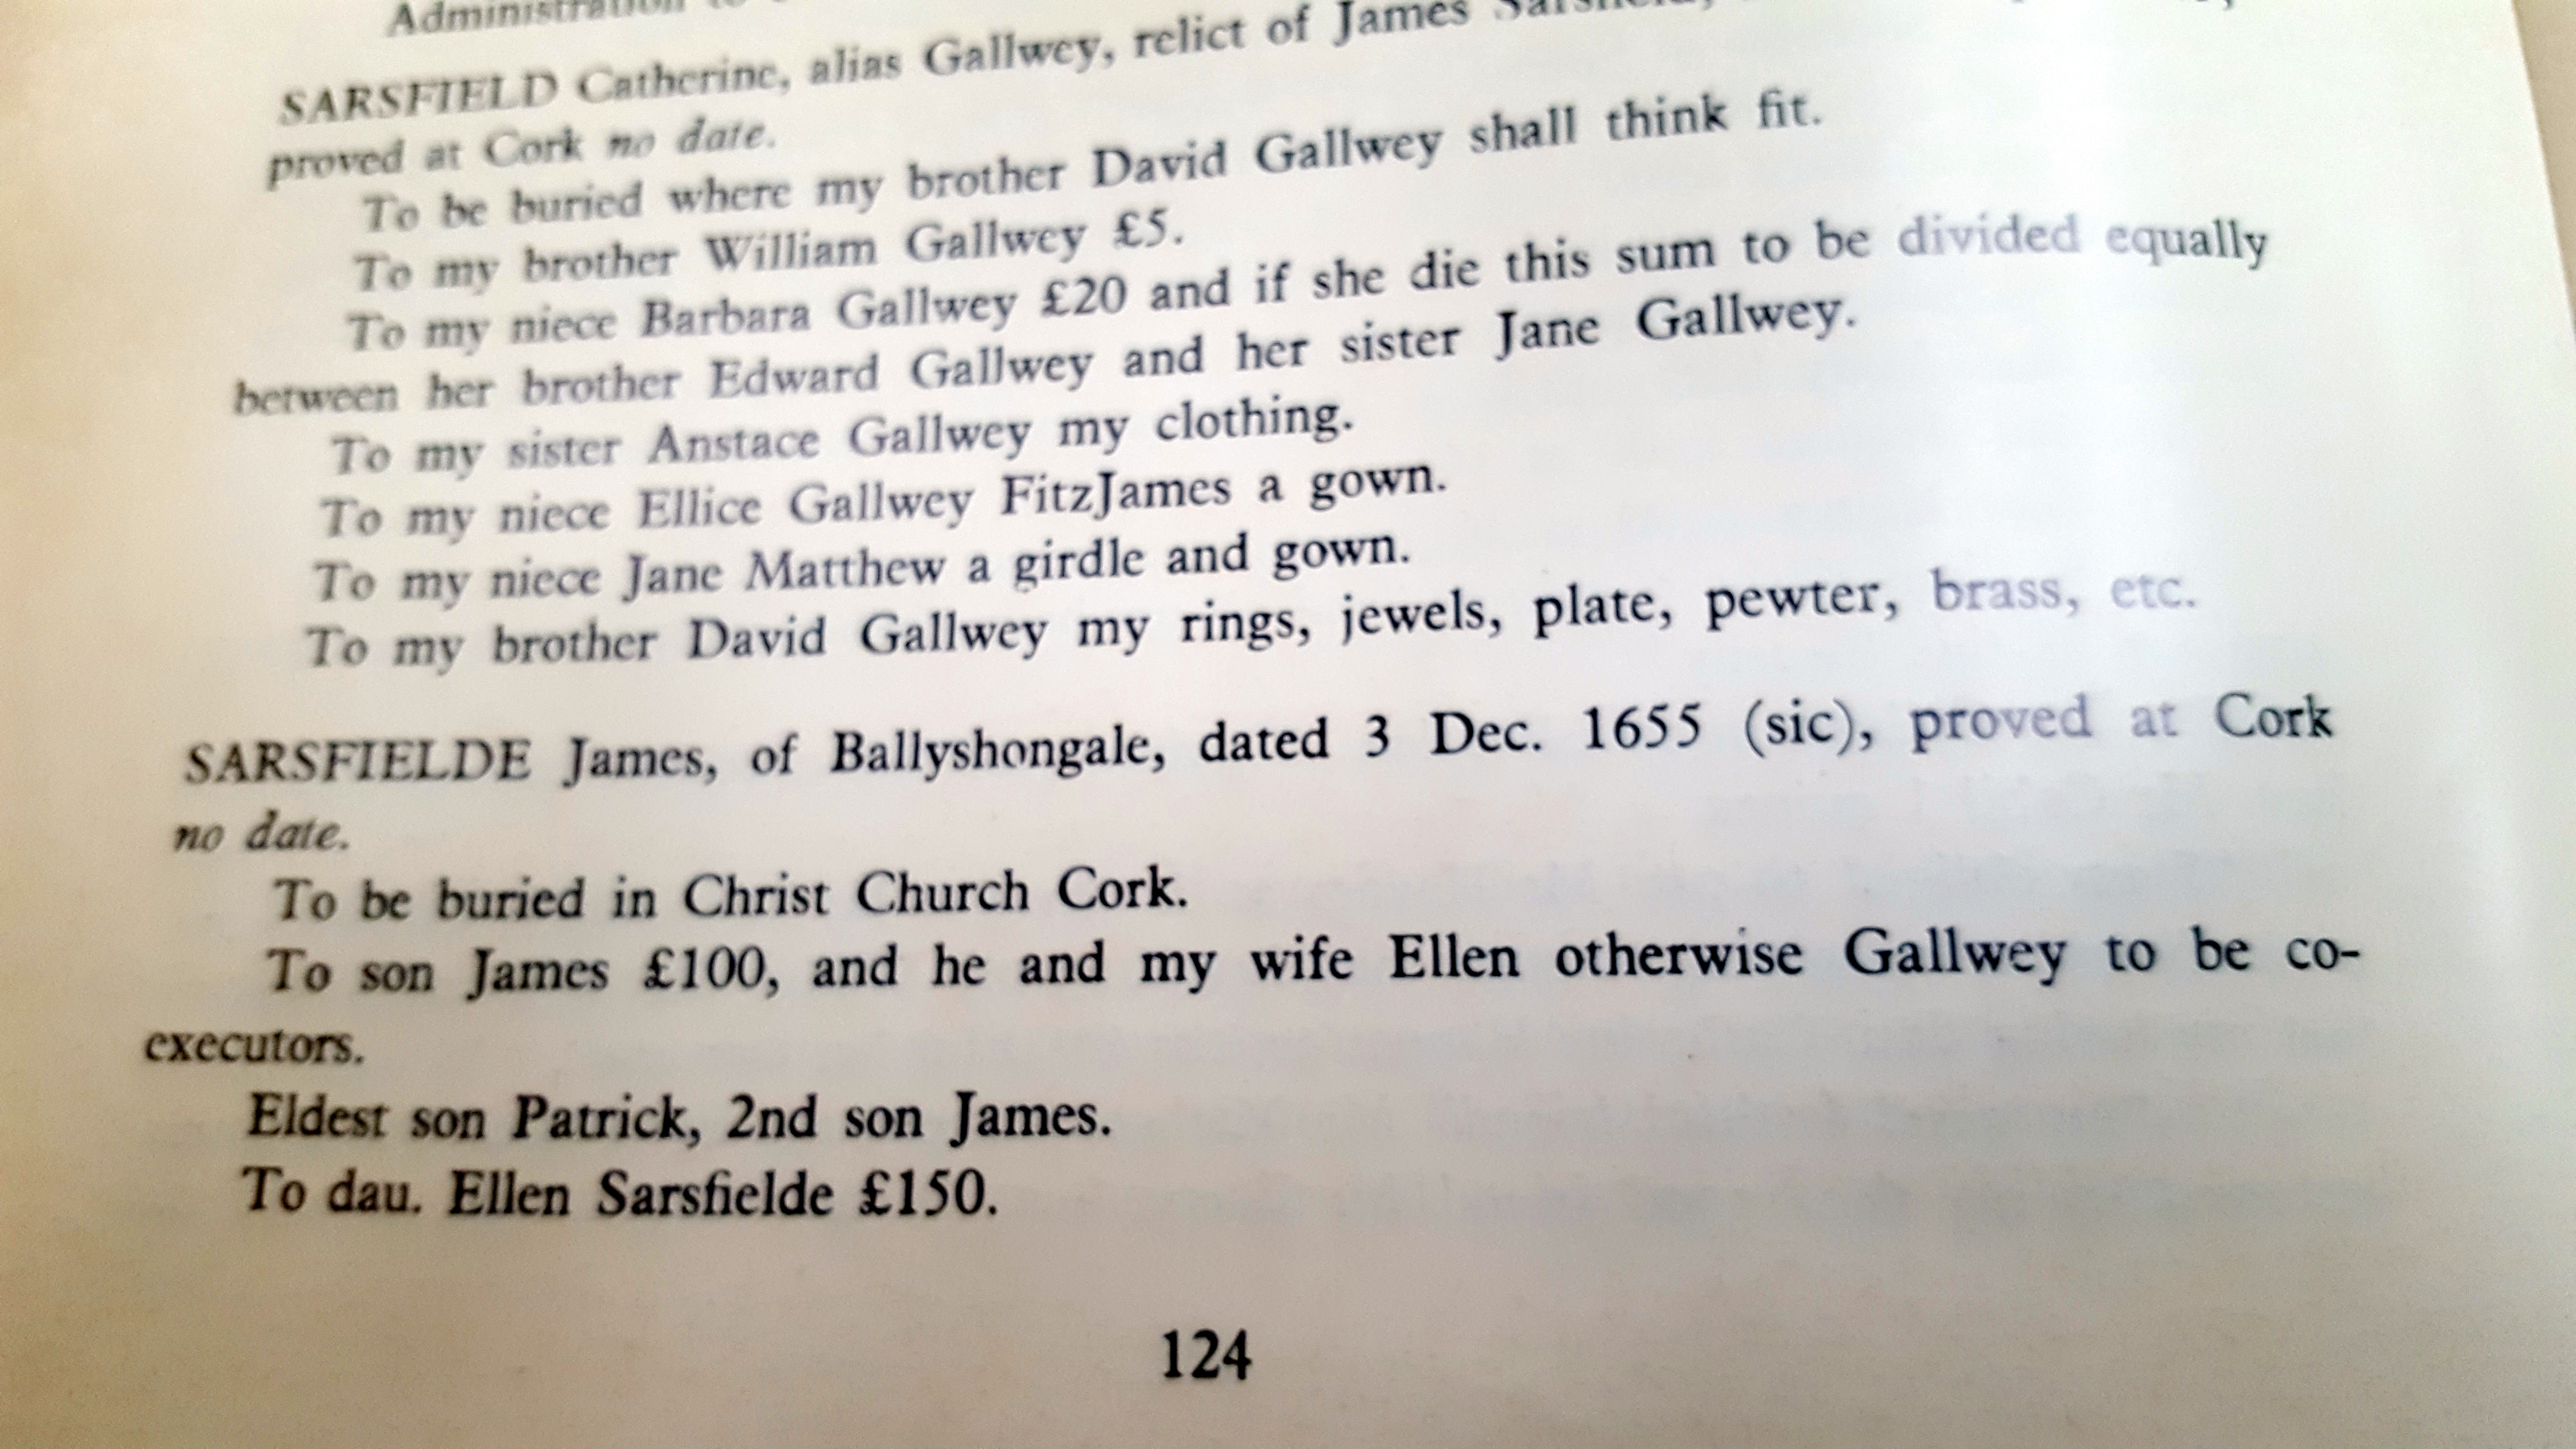 Administration
SARSFIELD Catherine, alias Gallwey, relict of James Sarsfield,
proved at Cork no date.
To be buried where my brother David Gallwey shall think fit.
To my brother William Gallwey £5.
To my niece Barbara Gallwey £20 and if she die this sum to be divided equally
between her brother Edward Gallwey and her sister Jane Gallwey.
To my sister Anstace Gallwey my clothing.
To my niece Ellice Gallwey FitzJames a gown.
To my niece Jane Matthew a girdle and gown.
To my brother David Gallwey my rings, jewels, plate, pewter, brass, etc.
SARSFIELDE James, of Ballyshongale, dated 3 Dec. 1655 (sic), proved at Cork
no date.
To be buried in Christ Church Cork.
To son James £100, and he and my wife Ellen otherwise Gallwey to be co-
executors.
Eldest son Patrick, 2nd son James.
To dau. Ellen Sarsfielde £150.
124